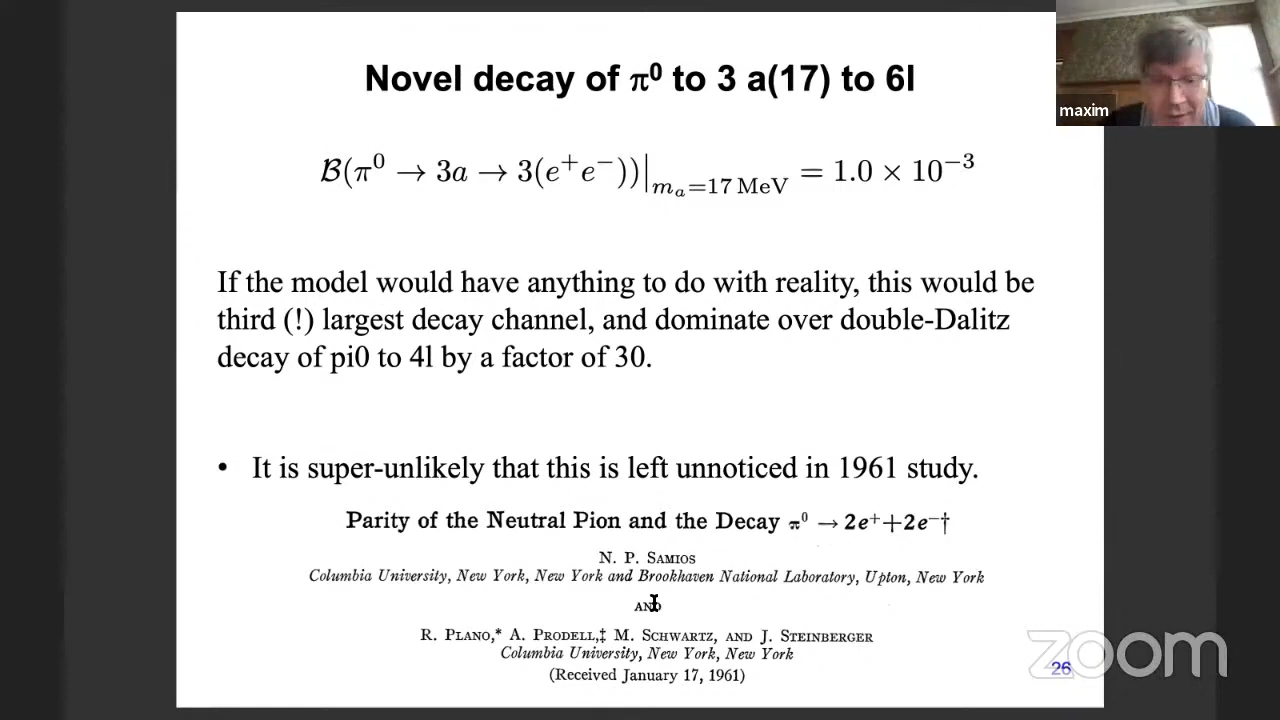 Novel decay of π⁰ to 3 a(17) to 6l
maxim
ℬ(π⁰ → 3a → 3(e⁺e⁻))|ₘₐ₌₁₇ MeV = 1.0 × 10⁻³
If the model would have anything to do with reality, this would be
third (!) largest decay channel, and dominate over double-Dalitz
decay of pi0 to 4l by a factor of 30.
• It is super-unlikely that this is left unnoticed in 1961 study.
Parity of the Neutral Pion and the Decay π⁰ → 2e⁺+2e⁻†
N. P. SAMIOS
Columbia University, New York, New York and Brookhaven National Laboratory, Upton, New York
AND
R. PLANO,* A. PRODELL,‡ M. SCHWARTZ, AND J. STEINBERGER
Columbia University, New York, New York
(Received January 17, 1961)
zoom
26